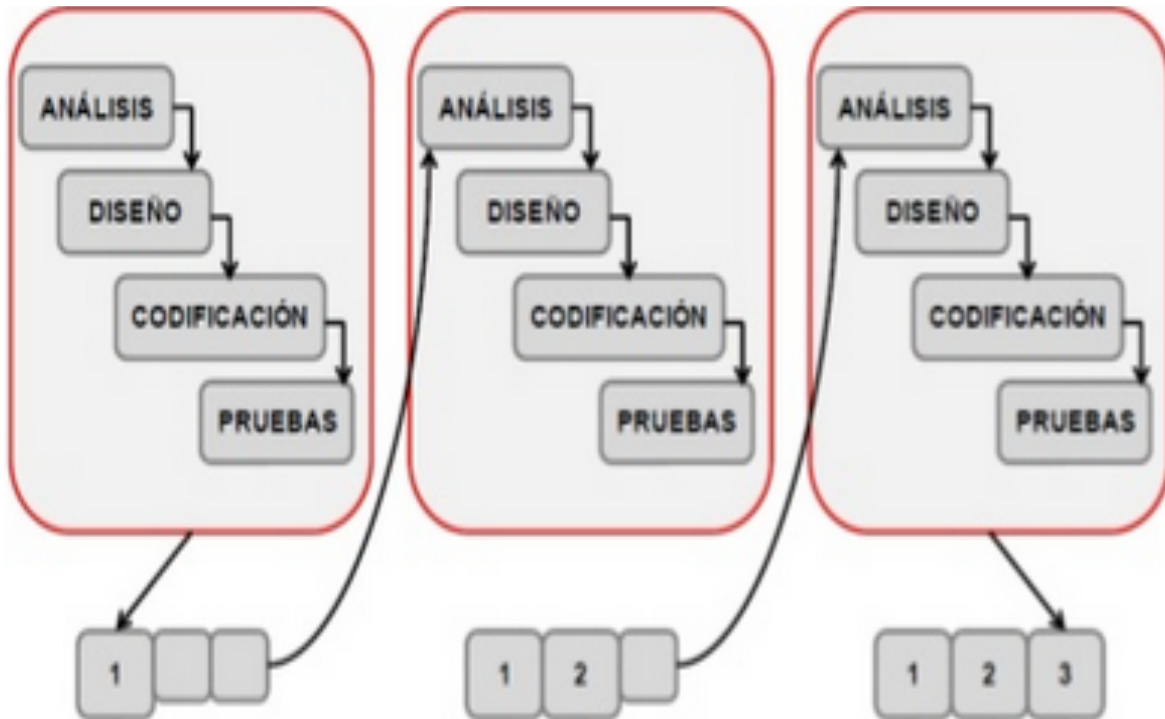 ANÁLISIS
DISEÑO
CODIFICACIÓN
PRUEBAS
ANÁLISIS
DISEÑO
CODIFICACIÓN
PRUEBAS
ANÁLISIS
DISEÑO
CODIFICACIÓN
PRUEBAS
1
1 2
1 2 3